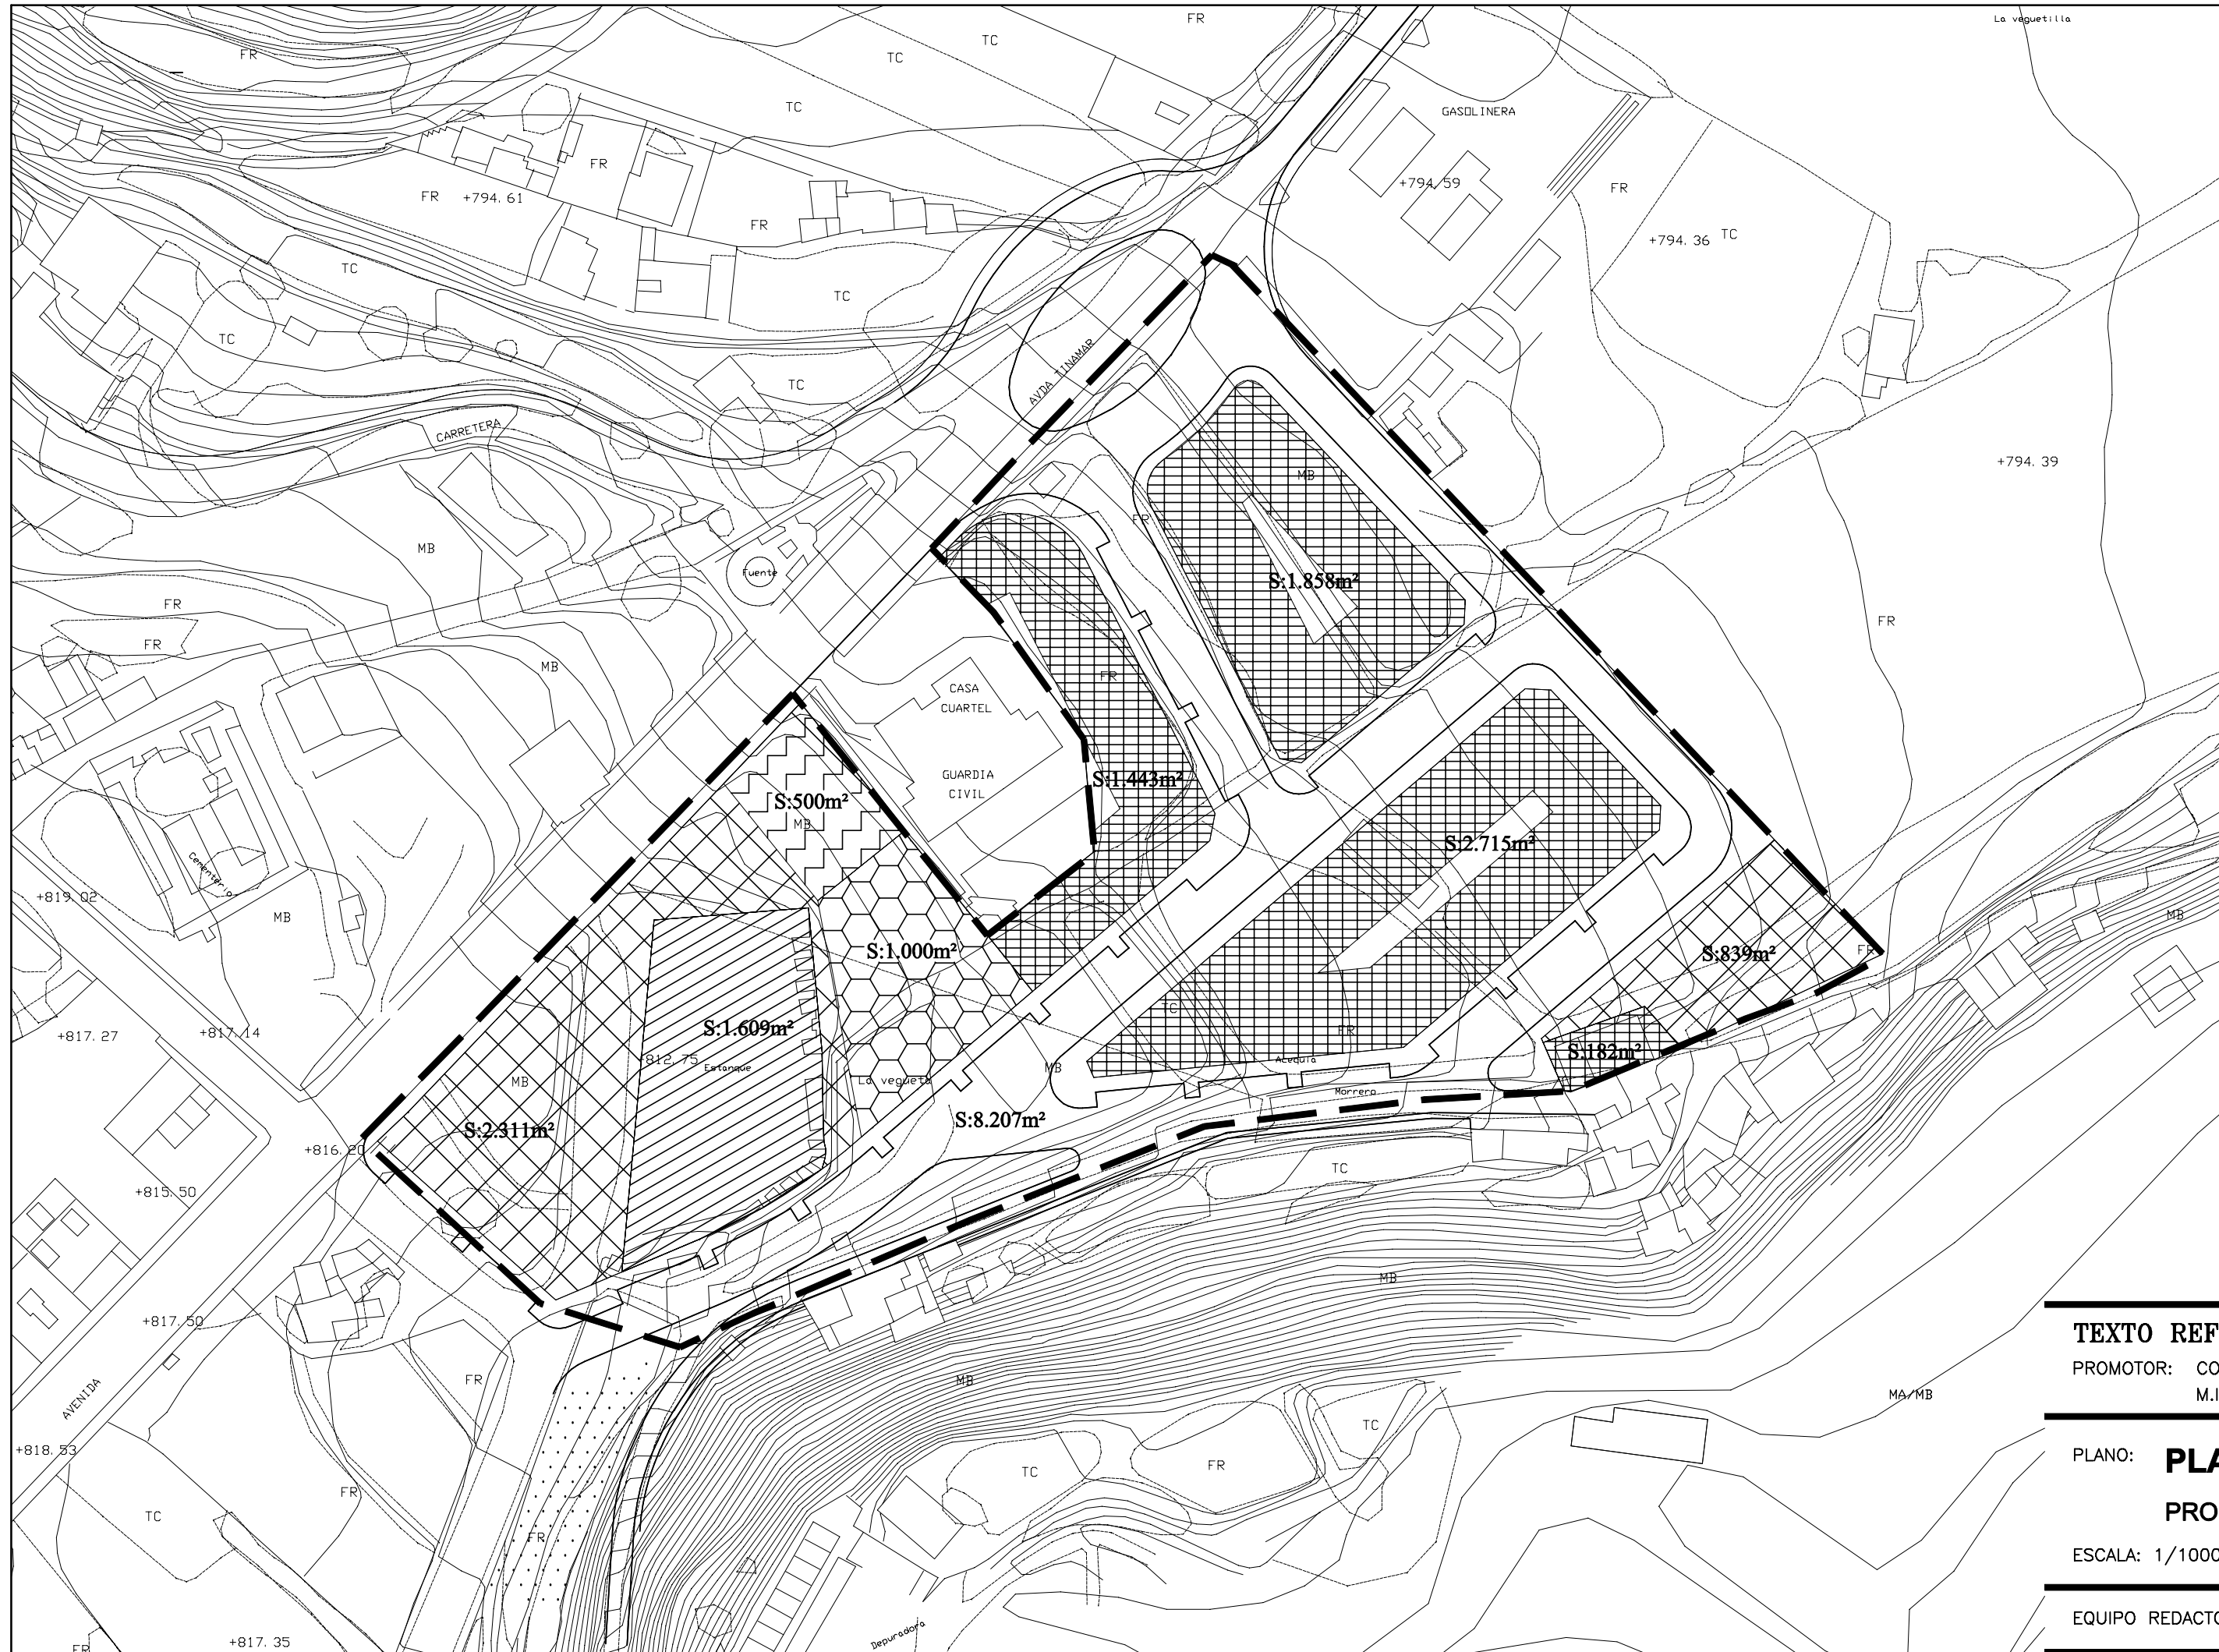 FR
La veguetilla
FR
TC
TC
TC
GASOLINERA
FR
+794.59
FR
FR +794.61
FR
+794.36 TC
TC
TC
TC
AVDA TINAMAR
TC
CARRETERA
+794.39
MB
MB
FR
Fuente
S:1.858m²
FR
FR
FR
MB
FR
CASA
CUARTEL
GUARDIA
CIVIL
S:1.443m²
S:500m²
MB
S:2.715m²
Cementerio
+819.02
MB
MB
S:1.000m²
S:839m²
FR
TC
S:1.609m²
FR
+817.27
+817.14
+812.75
Estanque
La vegueta
MB
Acequia
S:182m²
MB
Morrero
S:8.207m²
S:2.311m²
+816.20
TC
+815.50
MB
+817.50
TEXTO REF
FR
MB
PROMOTOR: CO
M.I
MA/MB
AVENIDA
TC
+818.53
PLANO: PLA
TC
FR
FR
PRO
TC
FR
ESCALA: 1/1000
EQUIPO REDACTO
Depuradora
+817.35
FR